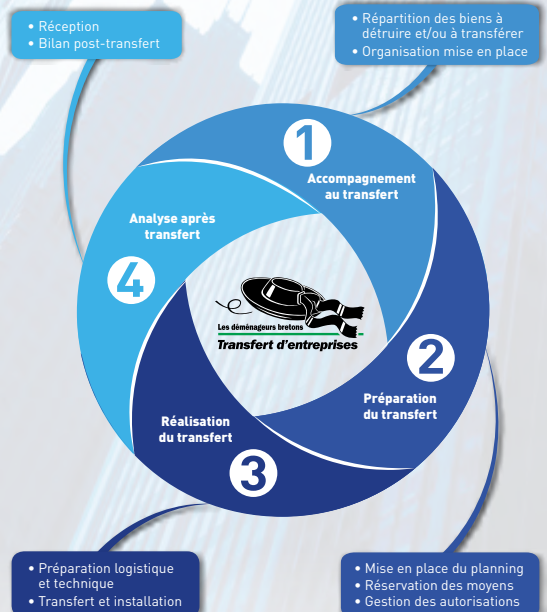 • Réception
• Bilan post-transfert
• Répartition des biens à
détruire et/ou à transférer
• Organisation mise en place
1
Accompagnement
au transfert
Analyse après
transfert
4
Les déménageurs bretons
Transfert d'entreprises
2
Préparation
du transfert
Réalisation
du transfert
3
• Préparation logistique
et technique
• Transfert et installation
• Mise en place du planning
• Réservation des moyens
• Gestion des autorisations